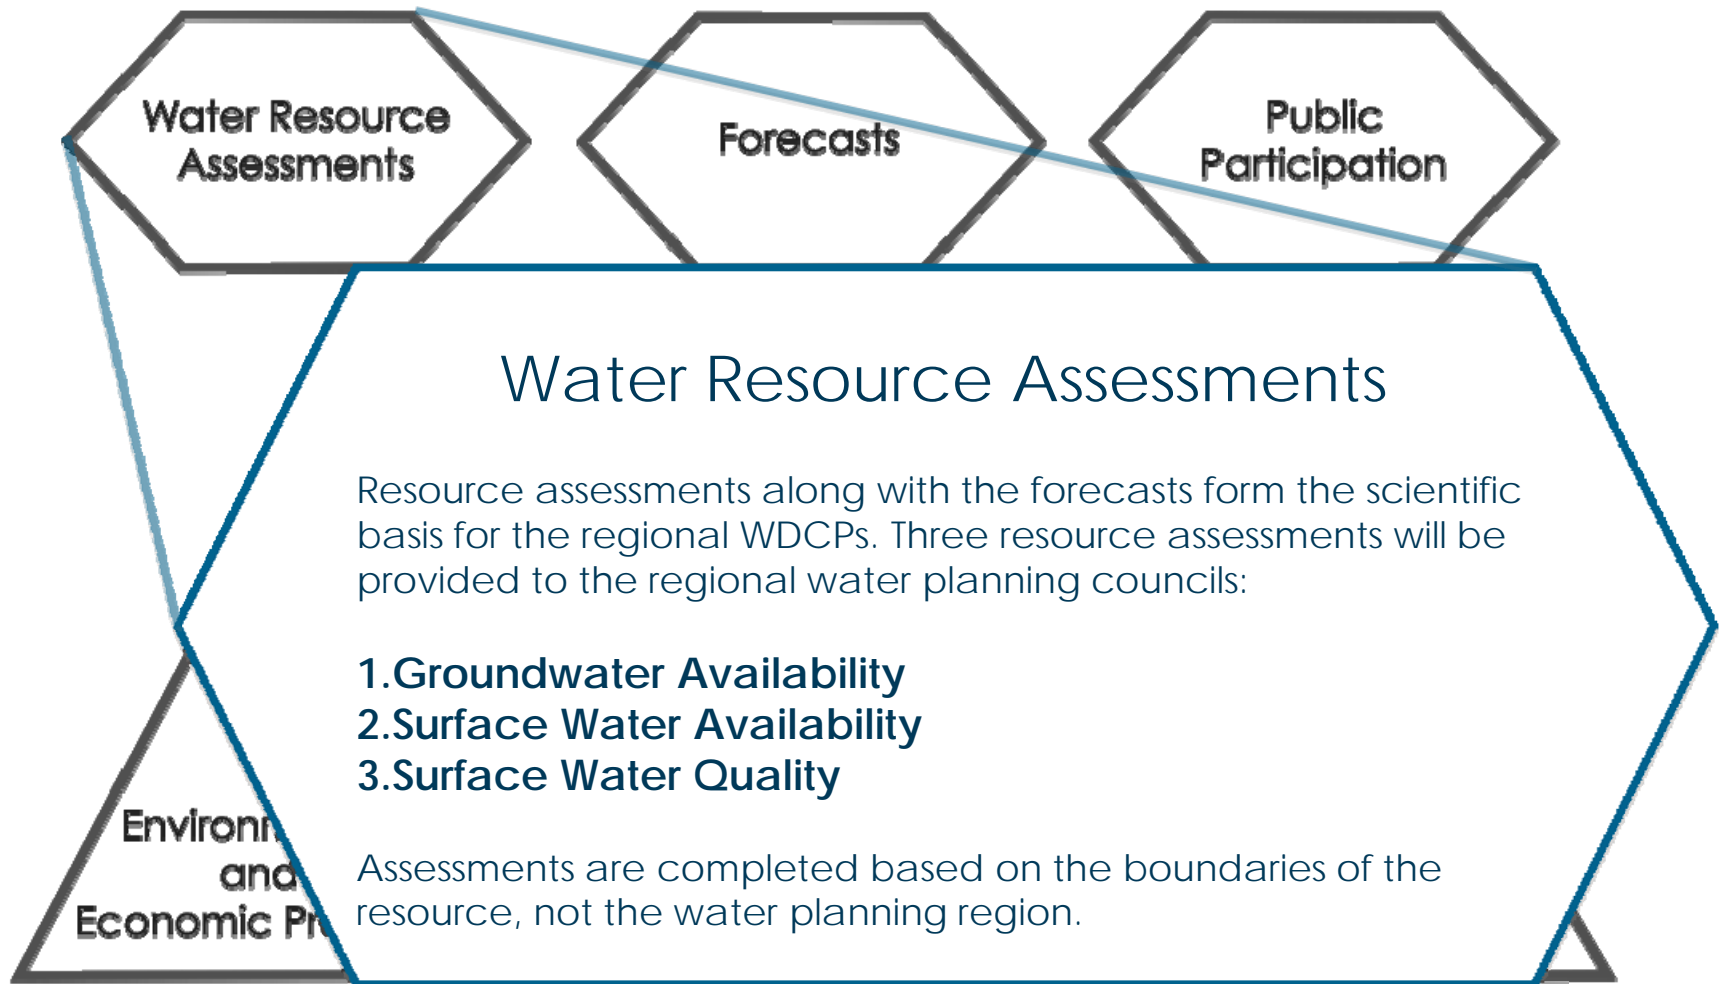 Water Resource
Assessments
Forecasts
Public
Participation
Water Resource Assessments
Resource assessments along with the forecasts form the scientific
basis for the regional WDCPs. Three resource assessments will be
provided to the regional water planning councils:
1.Groundwater Availability
2.Surface Water Availability
3.Surface Water Quality
Assessments are completed based on the boundaries of the
resource, not the water planning region.
and
Economic